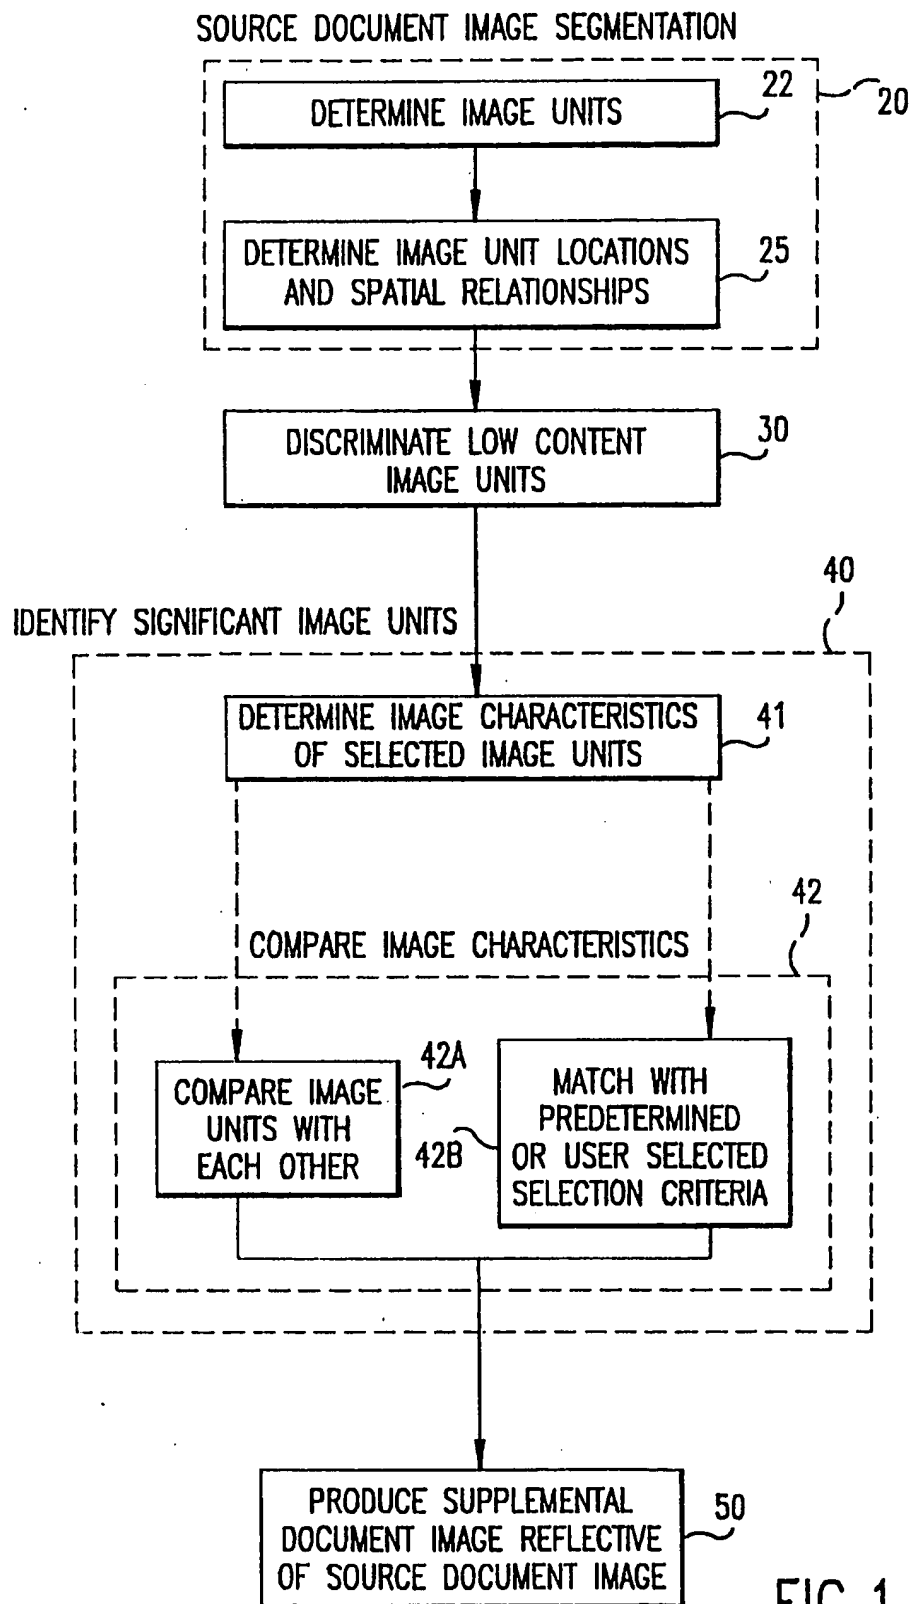 SOURCE DOCUMENT IMAGE SEGMENTATION
20
DETERMINE IMAGE UNITS
22
DETERMINE IMAGE UNIT LOCATIONS
AND SPATIAL RELATIONSHIPS
25
DISCRIMINATE LOW CONTENT
IMAGE UNITS
30
40
IDENTIFY SIGNIFICANT IMAGE UNITS
DETERMINE IMAGE CHARACTERISTICS
OF SELECTED IMAGE UNITS
41
42
COMPARE IMAGE CHARACTERISTICS
COMPARE IMAGE
UNITS WITH
EACH OTHER
42A
42B
MATCH WITH
PREDETERMINED
OR USER SELECTED
SELECTION CRITERIA
PRODUCE SUPPLEMENTAL
DOCUMENT IMAGE REFLECTIVE
OF SOURCE DOCUMENT IMAGE
50
FIG. 1